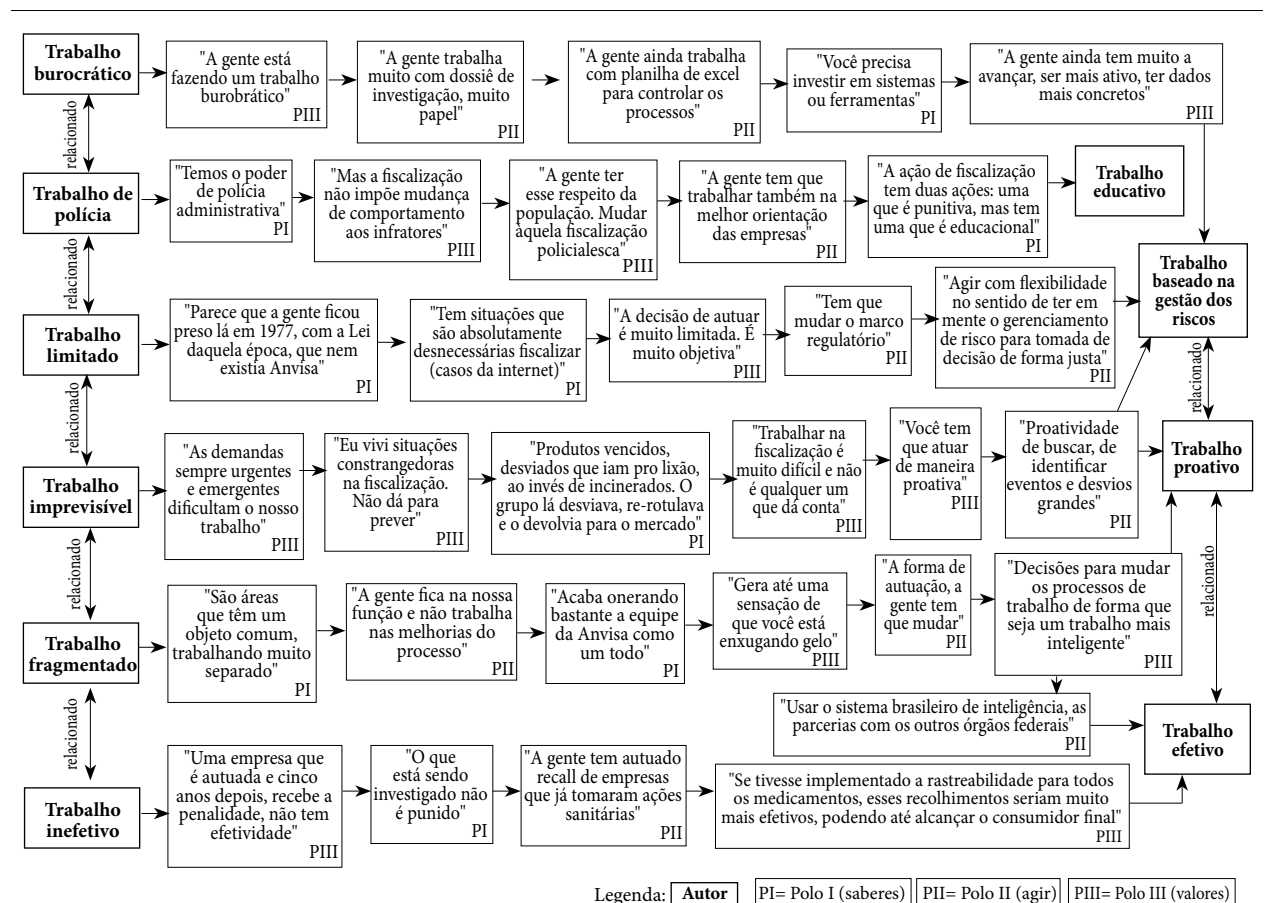 Trabalho
burocrático
"A gente está
fazendo um trabalho
burobrático"
PIII
"A gente trabalha
muito com dossiê de
investigação, muito
papel"
PII
"A gente ainda trabalha
com planilha de excel
para controlar os
processos"
PII
"Você precisa
investir em sistemas
ou ferramentas"
PI
"A gente ainda tem muito a
avançar, ser mais ativo, ter dados
mais concretos"
PIII
relacionado
Trabalho de
polícia
"Temos o poder
de polícia
administrativa"
PI
"Mas a fiscalização
não impõe mudança
de comportamento
aos infratores"
PIII
"A gente ter
esse respeito da
população. Mudar
àquela fiscalização
policialesca"
PIII
"A gente tem que
trabalhar também na
melhor orientação
das empresas"
PII
"A ação de fiscalização
tem duas ações: uma
que é punitiva, mas tem
uma que é educacional"
PI
Trabalho
educativo
relacionado
Trabalho
limitado
"Parece que a gente ficou
preso lá em 1977, com a Lei
daquela época, que nem
existia Anvisa"
PI
"Tem situações que
são absolutamente
desnecessárias fiscalizar
(casos da internet)"
PI
"A decisão de autuar
é muito limitada. É
muito objetiva"
PIII
"Tem que
mudar o marco
regulatório"
PII
"Agir com flexibilidade
no sentido de ter em
mente o gerenciamento
de risco para tomada de
decisão de forma justa"
PII
Trabalho
baseado na
gestão dos
riscos
relacionado
relacionado
Trabalho
imprevisível
"As demandas
sempre urgentes
e emergentes
dificultam o nosso
trabalho"
PIII
"Eu vivi situações
constrangedoras
na fiscalização.
Não dá para
prever"
PIII
"Produtos vencidos,
desviados que iam pro lixão,
ao invés de incinerados. O
grupo lá desviava, re-rotulava
e o devolvia para o mercado"
PI
"Trabalhar na
fiscalização é
muito difícil e não
é qualquer um
que dá conta"
PIII
"Você tem
que atuar
de maneira
proativa"
PIII
"Proatividade
de buscar, de
identificar
eventos e desvios
grandes"
PII
Trabalho
proativo
relacionado
relacionado
Trabalho
fragmentado
"São áreas
que têm um
objeto comum,
trabalhando muito
separado"
PI
"A gente fica na nossa
função e não trabalha
nas melhorias do
processo"
PII
"Acaba onerando
bastante a equipe
da Anvisa como
um todo"
PI
"Gera até uma
sensação de
que você está
enxugando gelo"
PIII
"A forma de
autuação, a
gente tem
que mudar"
PII
"Decisões para mudar
os processos de
trabalho de forma que
seja um trabalho mais
inteligente"
PIII
"Usar o sistema brasileiro de inteligência, as
parcerias com os outros órgãos federais"
PII
Trabalho
efetivo
relacionado
Trabalho
inefetivo
"Uma empresa que
é autuada e cinco
anos depois, recebe a
penalidade, não tem
efetividade"
PIII
"O que
está sendo
investigado não
é punido"
PI
"A gente tem autuado
recall de empresas
que já tomaram ações
sanitárias"
PII
"Se tivesse implementado a rastreabilidade para todos
os medicamentos, esses recolhimentos seriam muito
mais efetivos, podendo até alcançar o consumidor final"
PIII
Legenda: Autor PI= Polo I (saberes) PII= Polo II (agir) PIII= Polo III (valores)